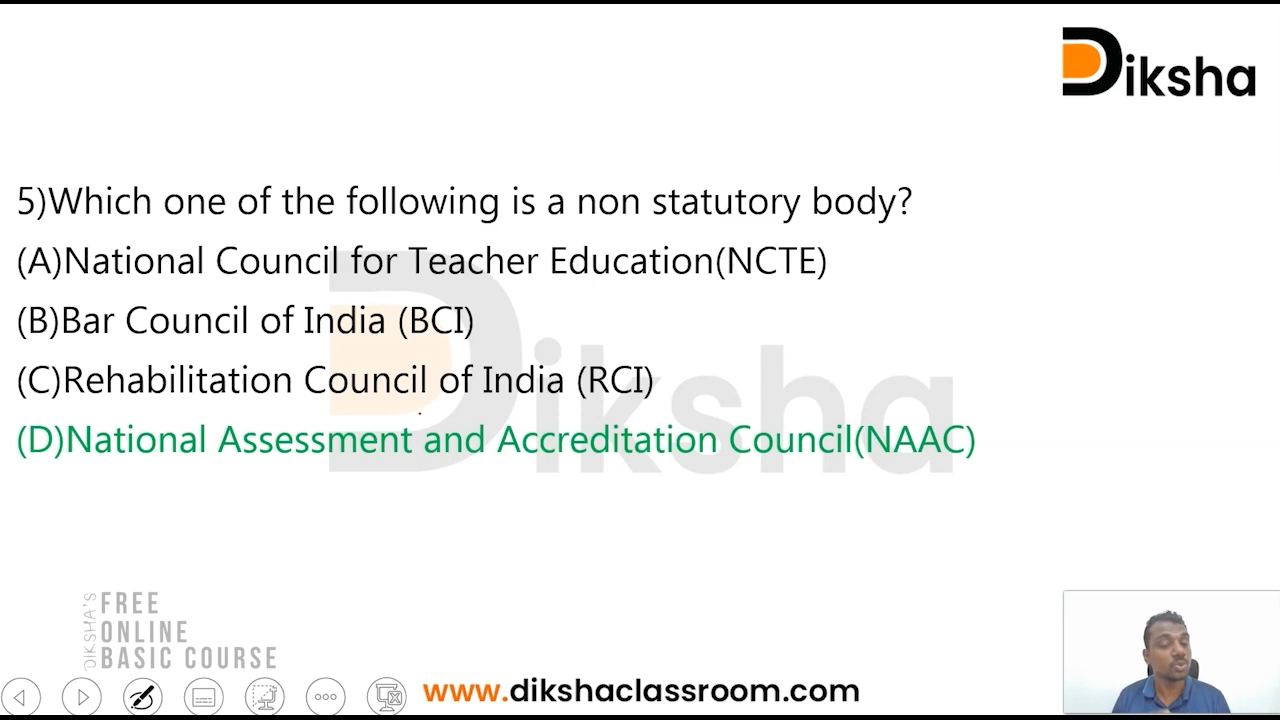 Diksha
5)Which one of the following is a non statutory body?
(A)National Council for Teacher Education(NCTE)
(B)Bar Council of India (BCI)
(C)Rehabilitation Council of India (RCI)
(D)National Assessment and Accreditation Council(NAAC)
Diksha
DIKSHA'S
FREE
ONLINE
BASIC COURSE
www.dikshaclassroom.com